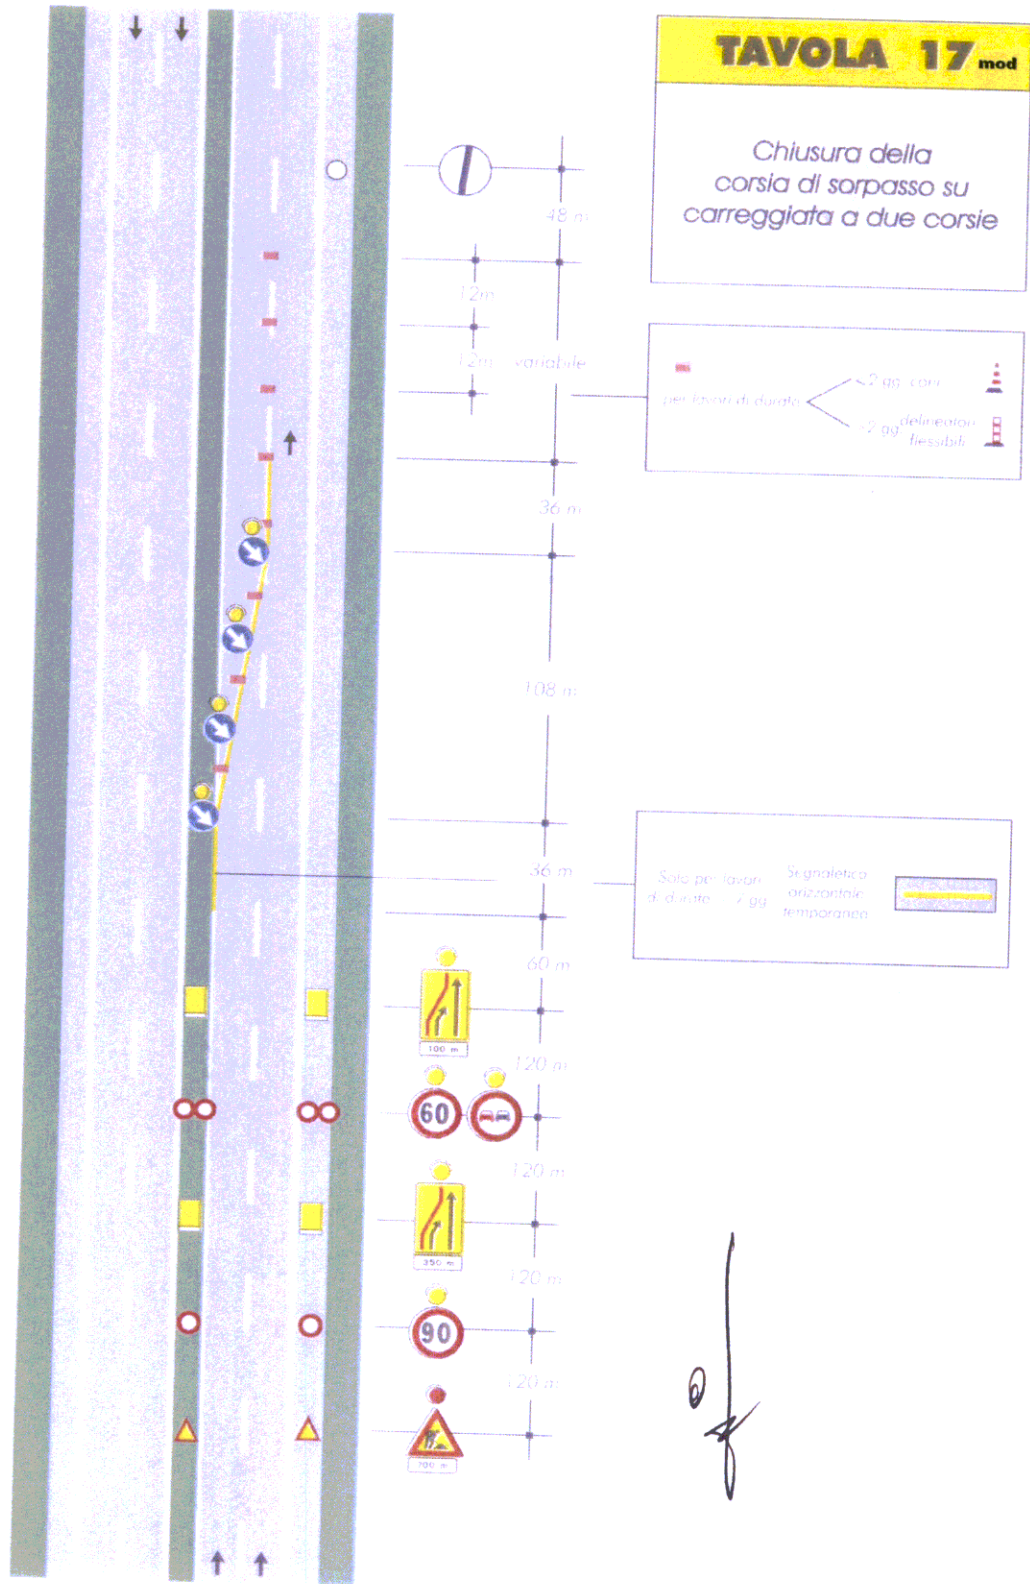 TAVOLA 17 mod
Chiusura della
corsia di sorpasso su
carreggiata a due corsie
48 m
12m
12m variabile
per lavori di durata
2 gg. coni
2 gg. delineatori
flessibili
36 m
108 m
36 m
Solo per lavori
di durata 7 gg
Segnaletica
orizzontale
temporanea
60 m
100 m
120 m
60
120 m
350 m
120 m
90
120 m
700 m